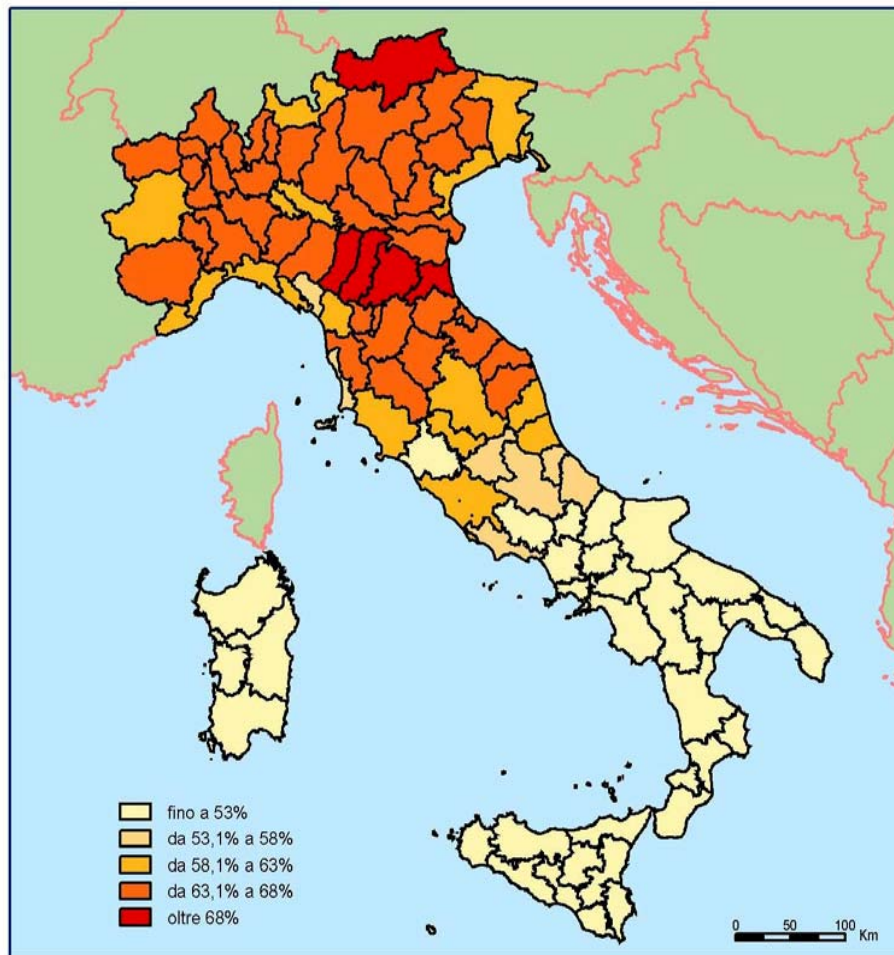 fino a 53%
da 53,1% a 58%
da 58,1% a 63%
da 63,1% a 68%
oltre 68%
0 50 100
Km